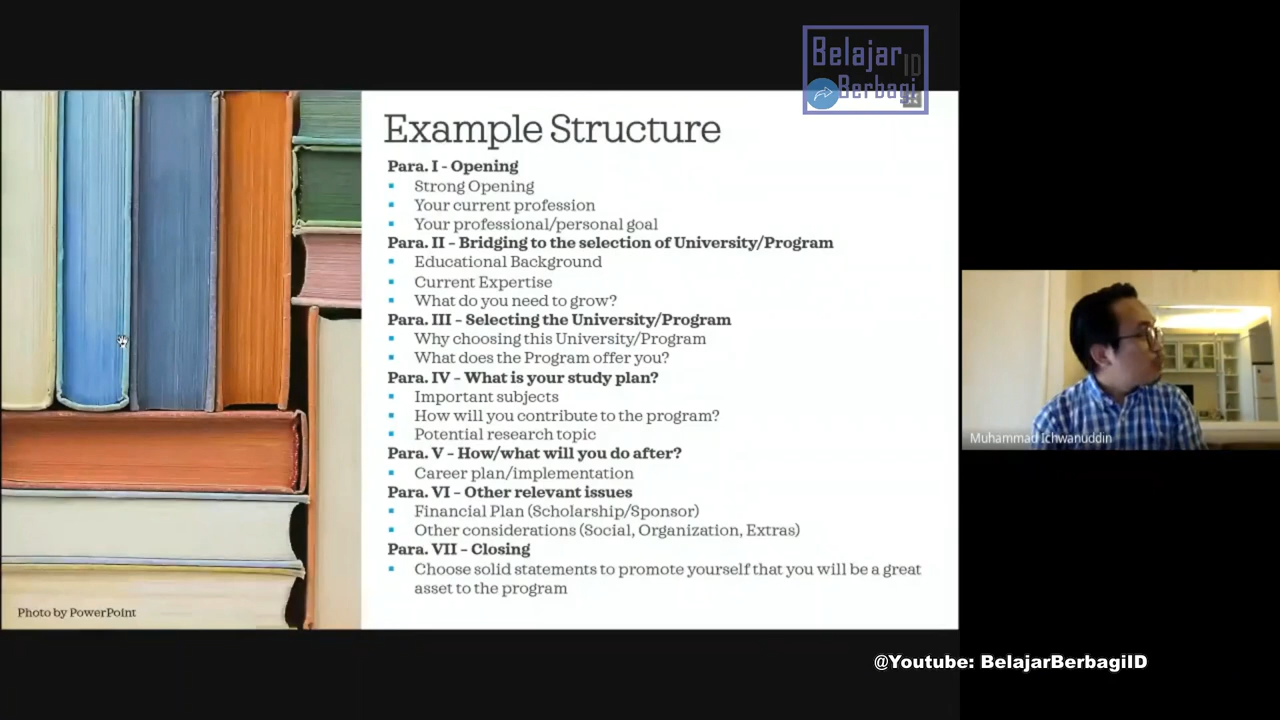 Belajar ID
Berbagi
Example Structure
Para. I - Opening
Strong Opening
Your current profession
Your professional/personal goal
Para. II – Bridging to the selection of University/Program
Educational Background
Current Expertise
What do you need to grow?
Para. III – Selecting the University/Program
Why choosing this University/Program
What does the Program offer you?
Para. IV – What is your study plan?
Important subjects
How will you contribute to the program?
Potential research topic
Para. V – How/what will you do after?
Career plan/implementation
Para. VI – Other relevant issues
Financial Plan (Scholarship/Sponsor)
Other considerations (Social, Organization, Extras)
Para. VII – Closing
Choose solid statements to promote yourself that you will be a great
asset to the program
Photo by PowerPoint
Muhammad Ichwanuddin
@Youtube: BelajarBerbagiID